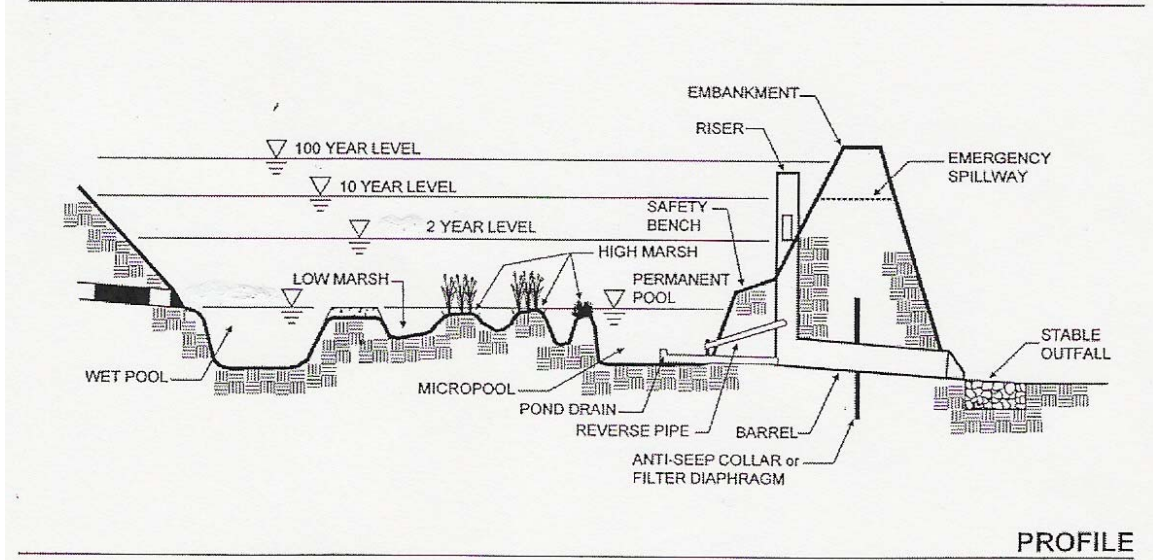 EMBANKMENT
RISER
100 YEAR LEVEL
EMERGENCY
SPILLWAY
10 YEAR LEVEL
SAFETY
BENCH
2 YEAR LEVEL
HIGH MARSH
LOW MARSH
PERMANENT
POOL
STABLE
OUTFALL
WET POOL
MICROPOOL
POND DRAIN
REVERSE PIPE
BARREL
ANTI-SEEP COLLAR or
FILTER DIAPHRAGM
PROFILE